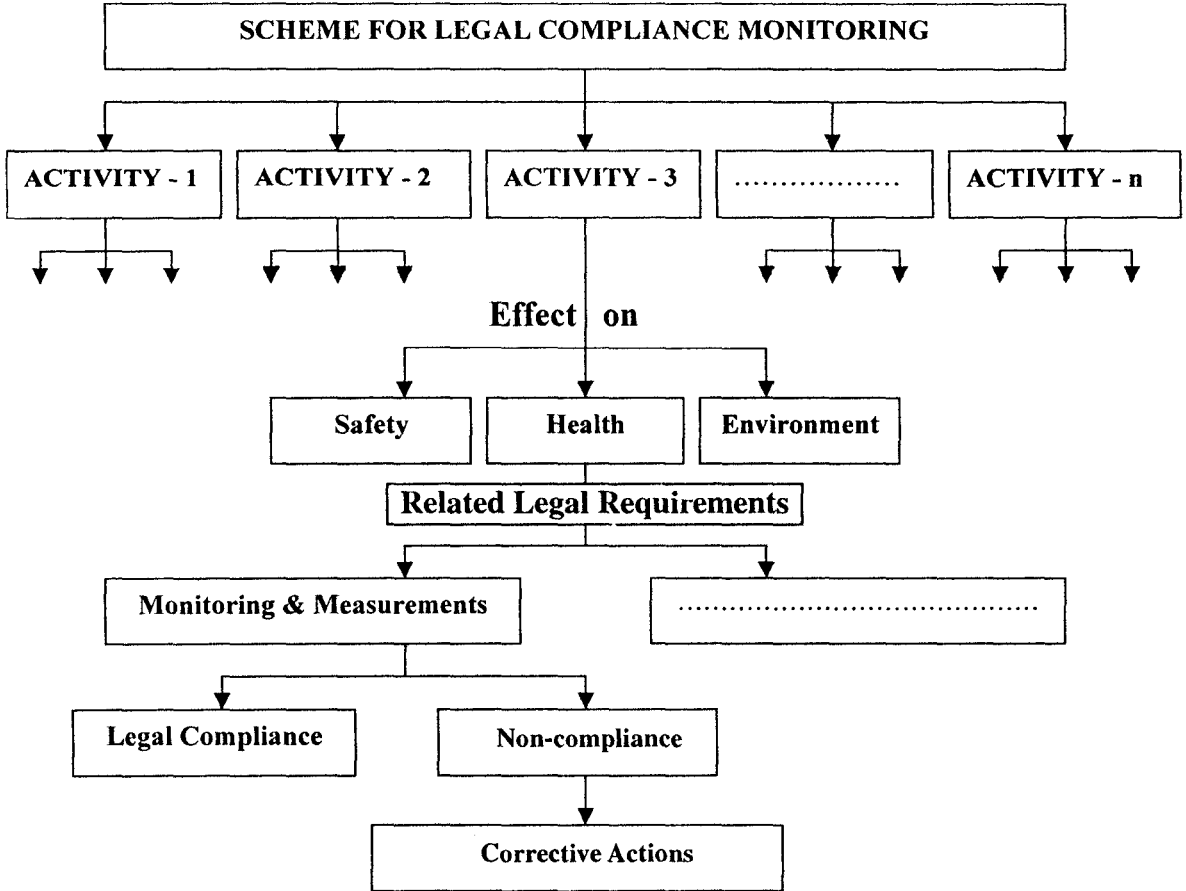 SCHEME FOR LEGAL COMPLIANCE MONITORING
ACTIVITY - 1
ACTIVITY - 2
ACTIVITY - 3
...................
ACTIVITY - n
Effect on
Safety
Health
Environment
Related Legal Requirements
Monitoring & Measurements
.........................................
Legal Compliance
Non-compliance
Corrective Actions